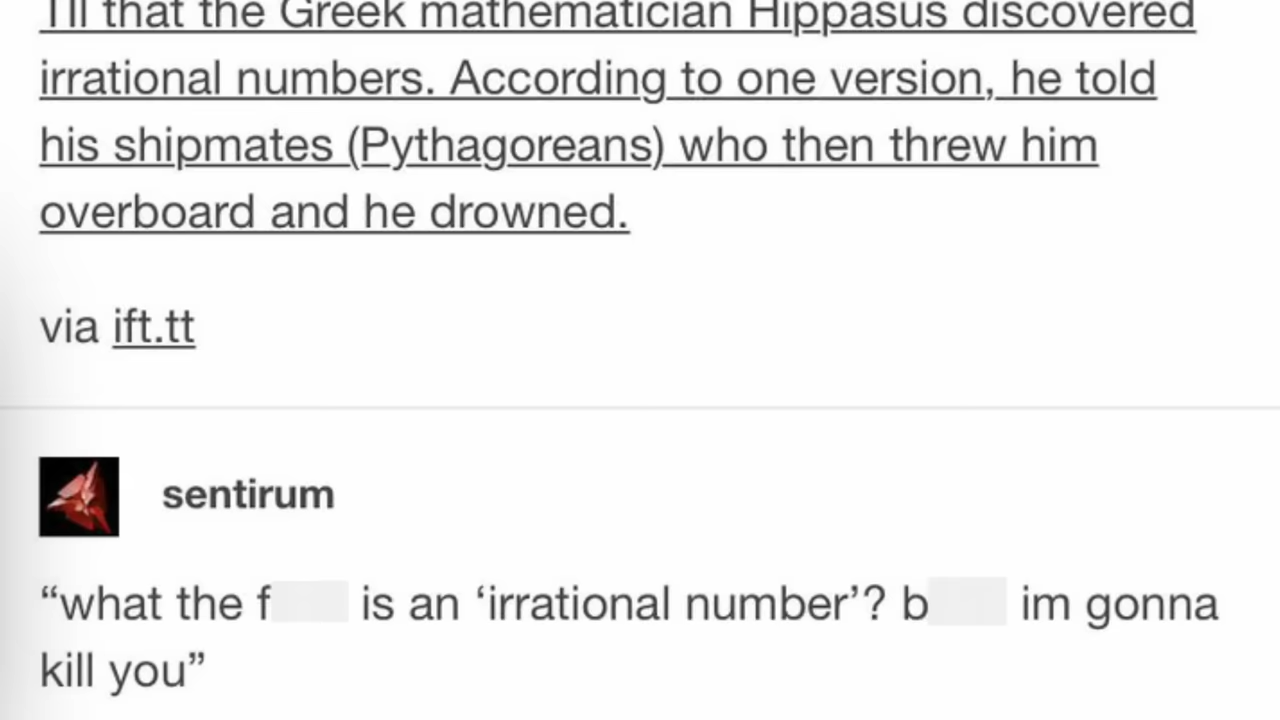 TIl that the Greek mathematician Hippasus discovered
irrational numbers. According to one version, he told
his shipmates (Pythagoreans) who then threw him
overboard and he drowned.
via ift.tt
sentirum
“what the f is an ‘irrational number’? b im gonna
kill you”